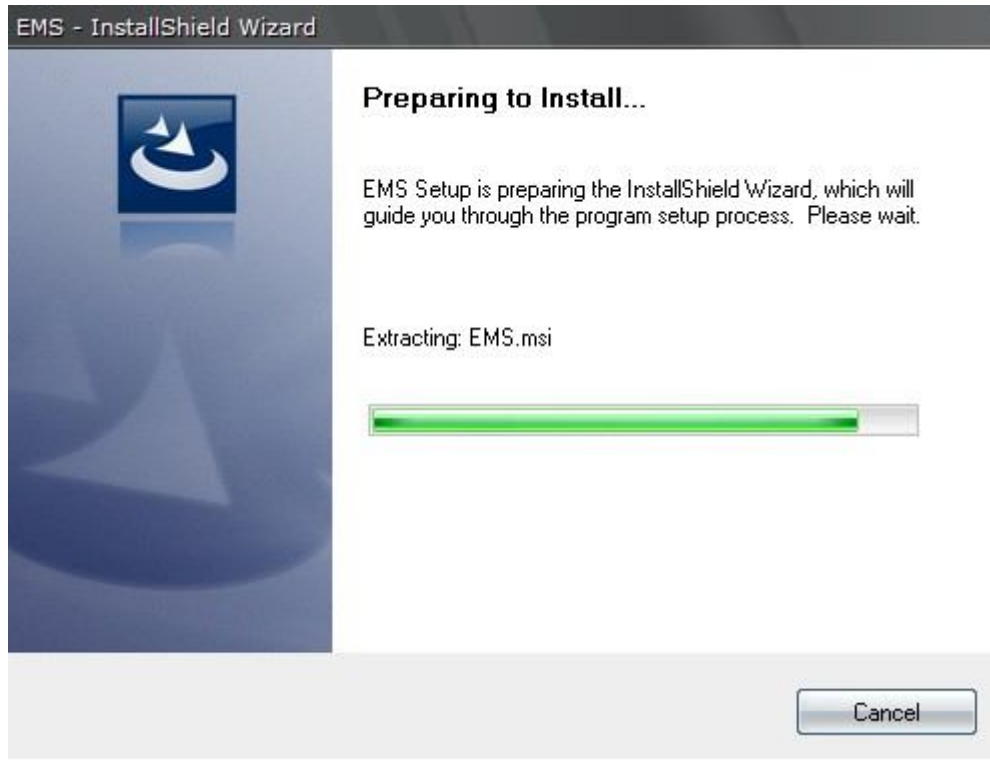 EMS - InstallShield Wizard
Preparing to Install...
EMS Setup is preparing the InstallShield Wizard, which will
guide you through the program setup process.  Please wait.
Extracting: EMS.msi
Cancel